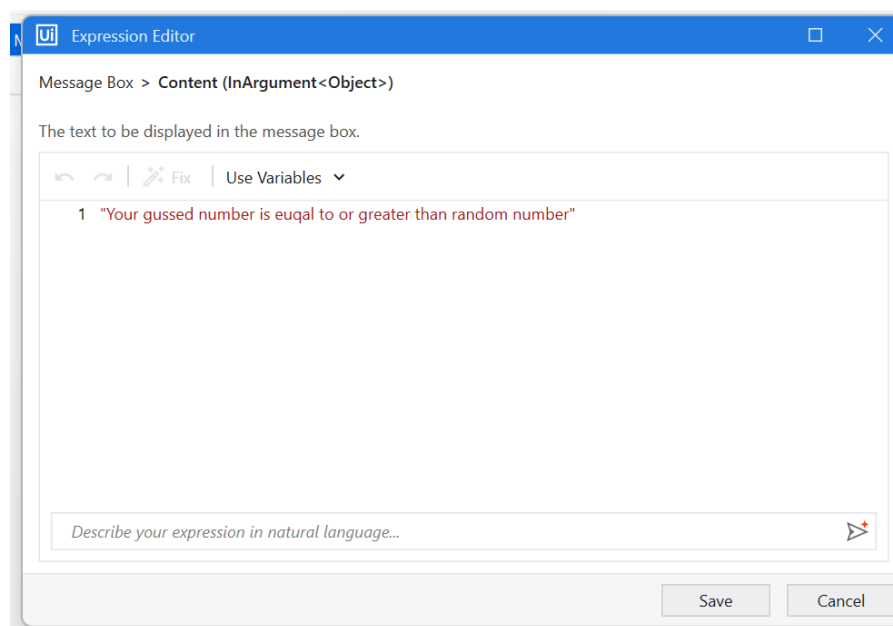 Ui Expression Editor
Message Box > Content (InArgument<Object>)
The text to be displayed in the message box.
Fix Use Variables
1 "Your gussed number is euqal to or greater than random number"
Describe your expression in natural language...
Save Cancel